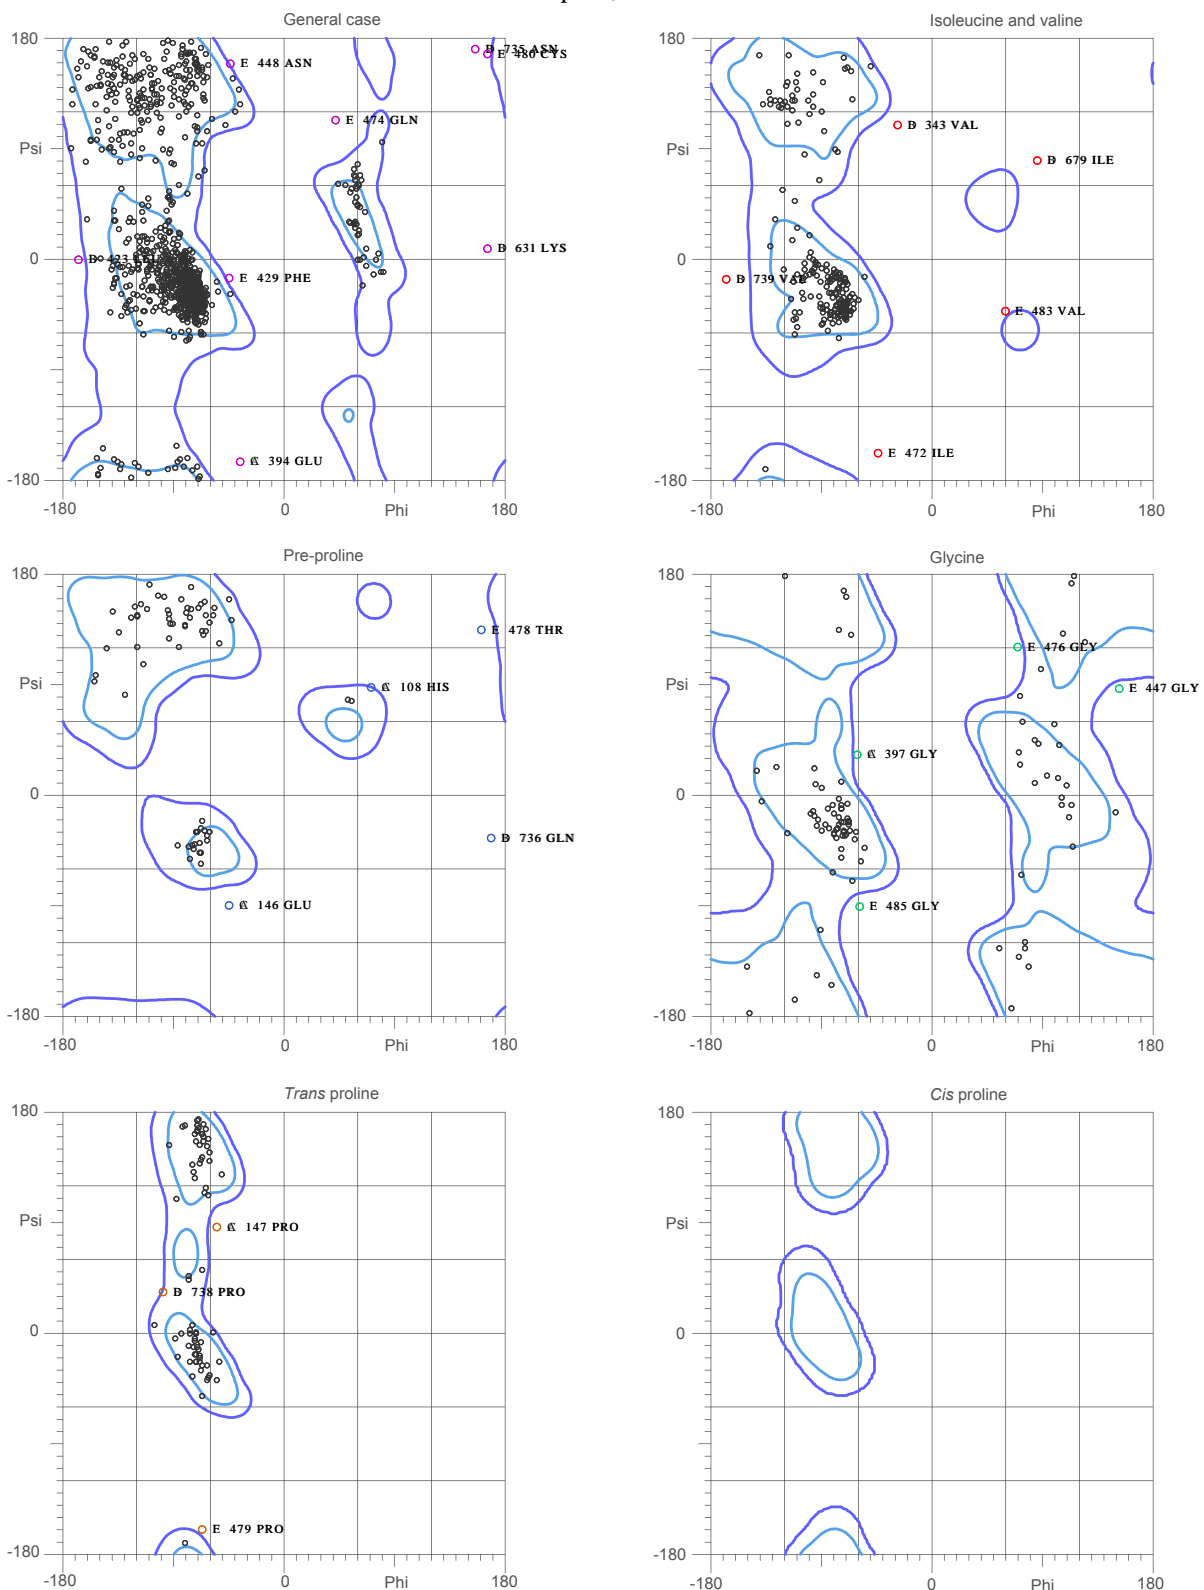 General case
Isoleucine and valine
180
180
735 ASN
E 480 CYS
E 448 ASN
E 474 GLN
343 VAL
Psi
Psi
679 ILE
631 LYS
0
0
E 429 PHE
739 VAL
E 483 VAL
394 GLU
E 472 ILE
-180
-180
-180
0
Phi
180
-180
0
Phi
180
Pre-proline
Glycine
180
180
E 478 THR
E 476 GLY
Psi
108 HIS
Psi
E 447 GLY
397 GLY
0
0
736 GLN
146 GLU
E 485 GLY
-180
-180
-180
0
Phi
180
-180
0
Phi
180
Trans proline
Cis proline
180
180
Psi
147 PRO
Psi
738 PRO
0
0
E 479 PRO
-180
-180
-180
0
Phi
180
-180
0
Phi
180